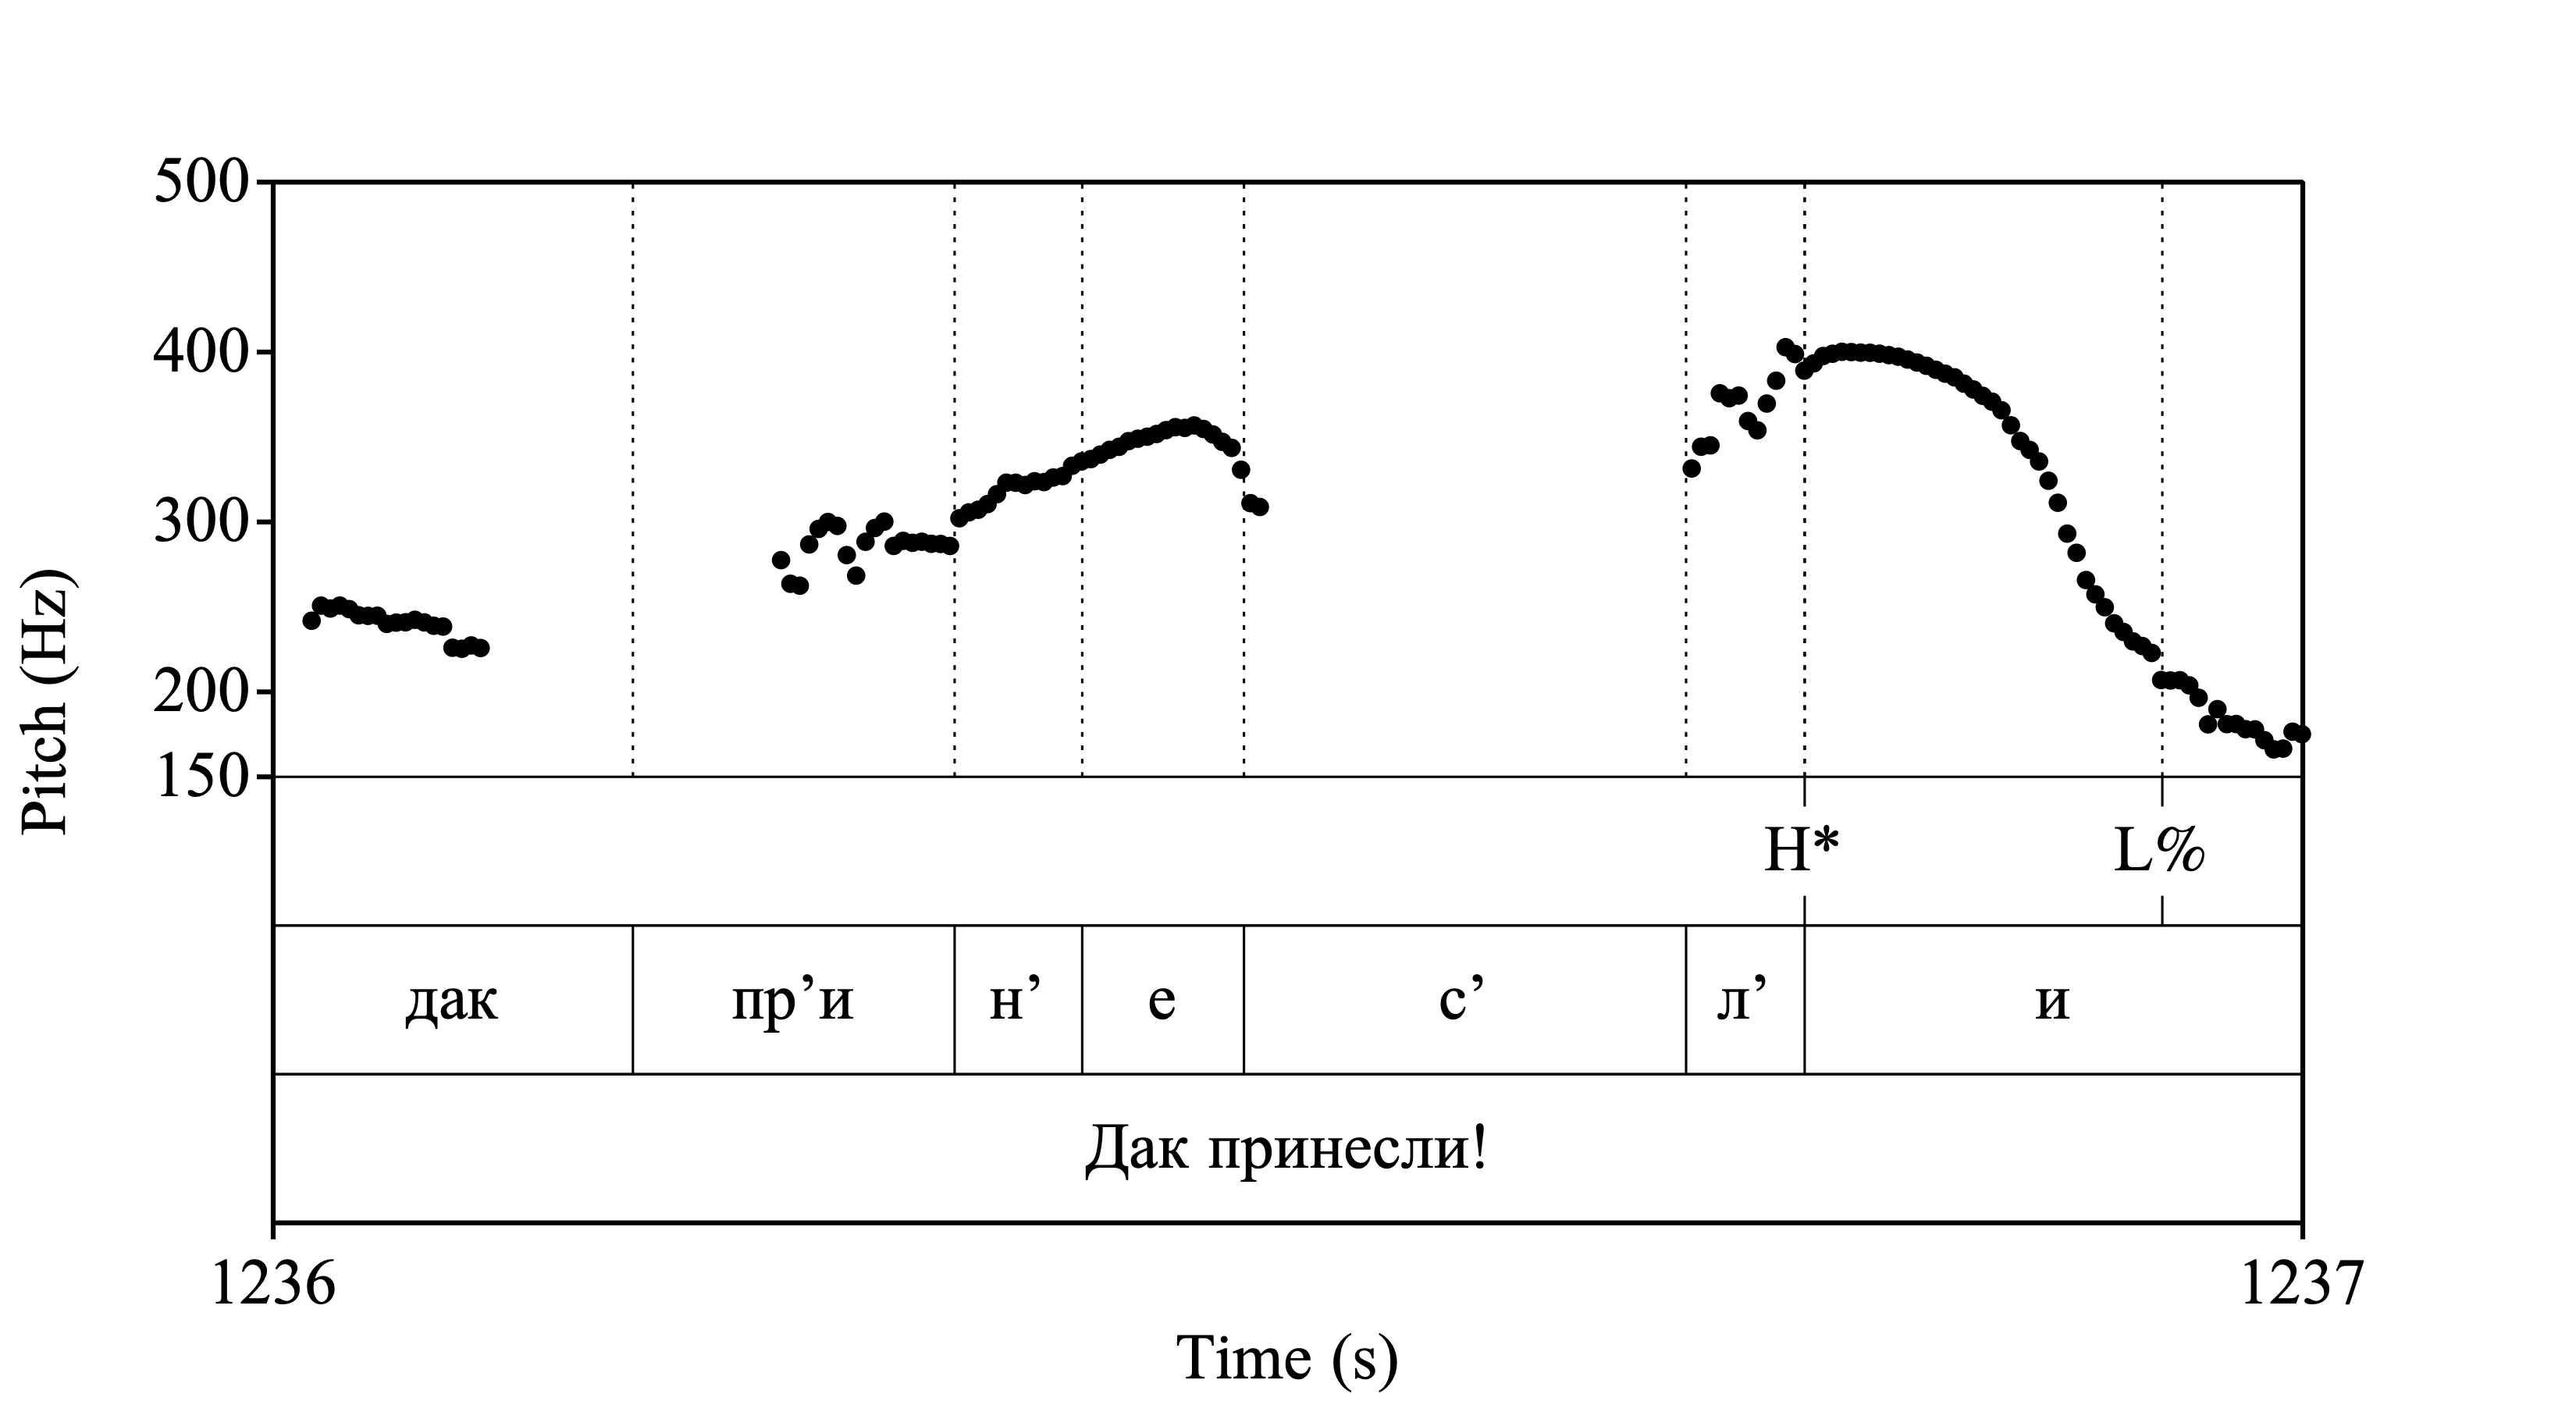 500
400
300
200
150
Pitch (Hz)
H* L%
дак пр’и н’ е с’ л’ и
Дак принесли!
1236 1237
Time (s)